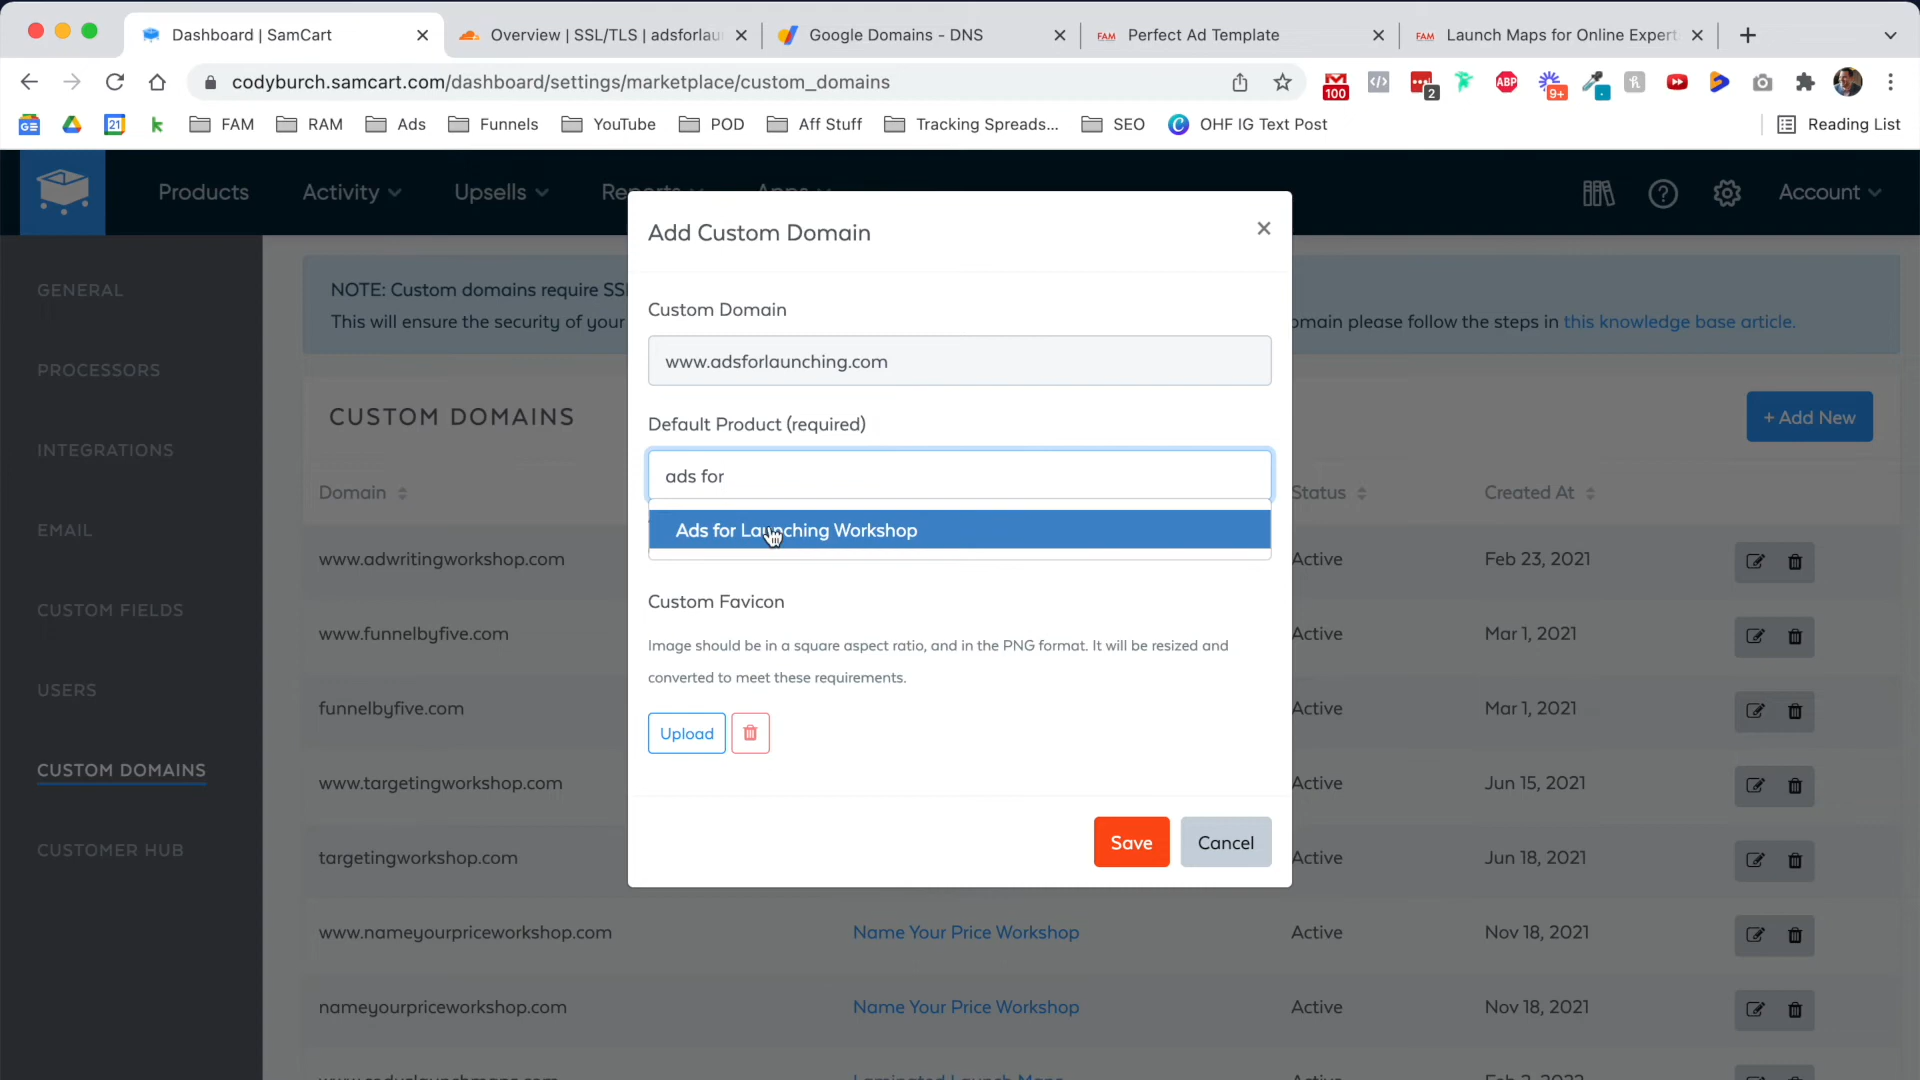 Dashboard | SamCart
Overview | SSL/TLS | adsforlau
Google Domains - DNS
FAM Perfect Ad Template
FAM Launch Maps for Online Expert
codyburch.samcart.com/dashboard/settings/marketplace/custom_domains
100
2
ABP
9+
21
FAM
RAM
Ads
Funnels
YouTube
POD
Aff Stuff
Tracking Spreads...
SEO
OHF IG Text Post
Reading List
Products
Activity
Upsells
Reports
Apps
Account
GENERAL
PROCESSORS
INTEGRATIONS
EMAIL
CUSTOM FIELDS
USERS
CUSTOM DOMAINS
CUSTOMER HUB
NOTE: Custom domains require SS
This will ensure the security of your
omain please follow the steps in this knowledge base article.
CUSTOM DOMAINS
+ Add New
Domain
Status
Created At
www.adwritingworkshop.com
Active
Feb 23, 2021
www.funnelbyfive.com
Active
Mar 1, 2021
funnelbyfive.com
Active
Mar 1, 2021
www.targetingworkshop.com
Active
Jun 15, 2021
targetingworkshop.com
Active
Jun 18, 2021
www.nameyourpriceworkshop.com
Name Your Price Workshop
Active
Nov 18, 2021
nameyourpriceworkshop.com
Name Your Price Workshop
Active
Nov 18, 2021
Add Custom Domain
Custom Domain
www.adsforlaunching.com
Default Product (required)
ads for
Ads for Launching Workshop
Custom Favicon
Image should be in a square aspect ratio, and in the PNG format. It will be resized and
converted to meet these requirements.
Upload
Save
Cancel